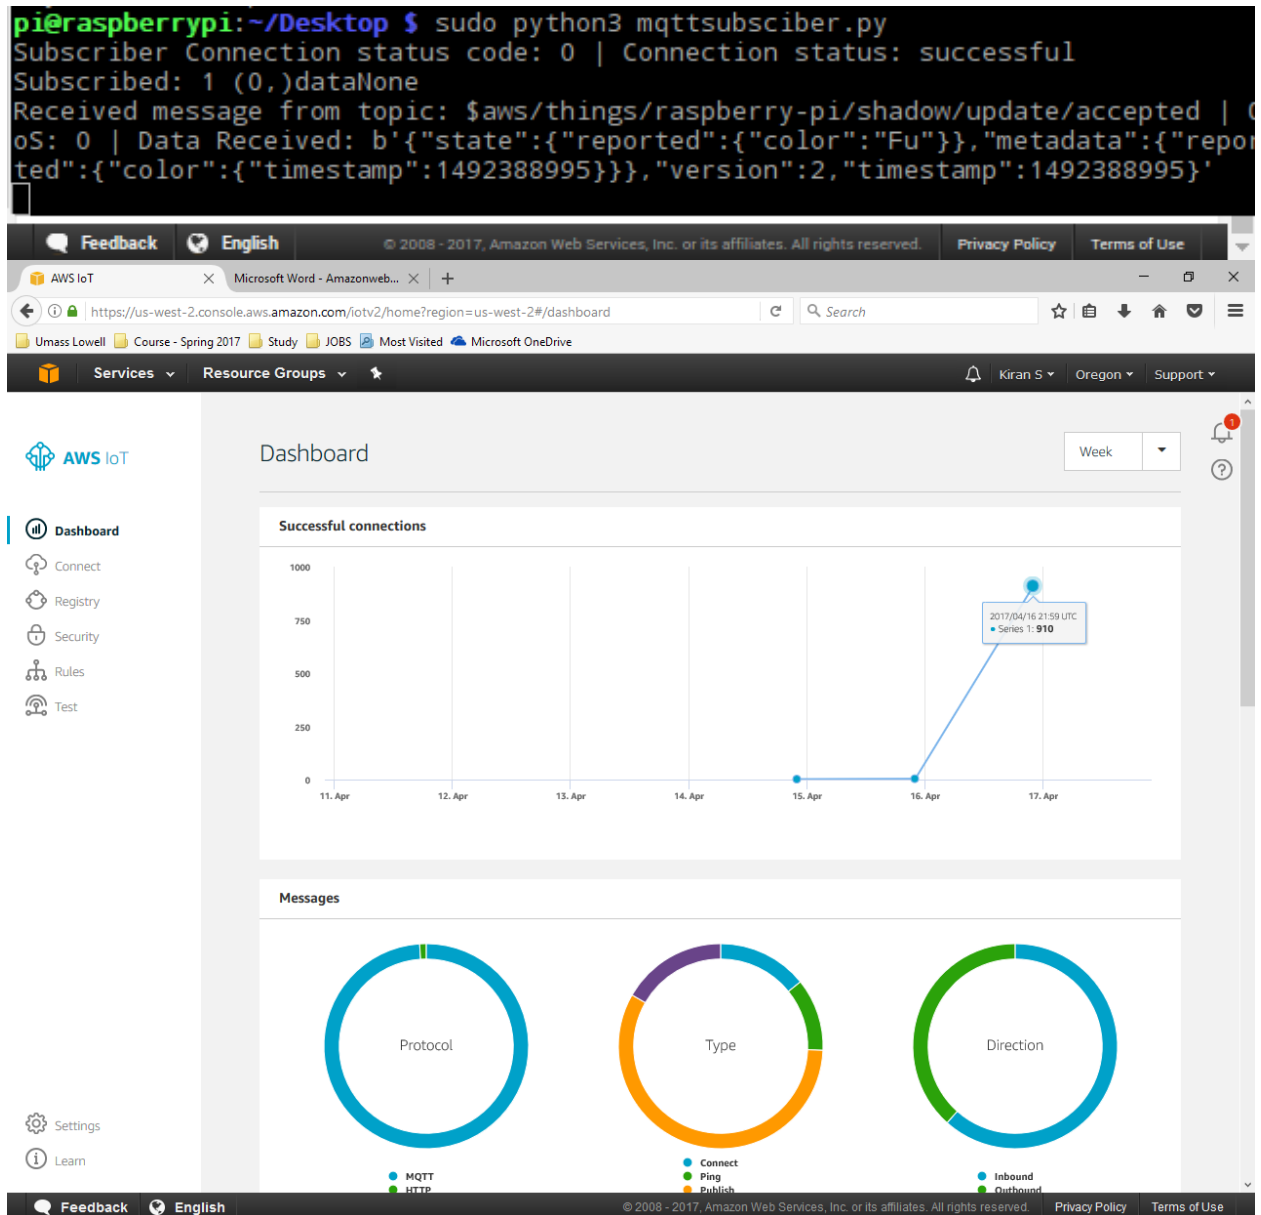 pi@raspberrypi:~/Desktop $ sudo python3 mqttsubsciber.py
Subscriber Connection status code: 0 | Connection status: successful
Subscribed: 1 (0,)dataNone
Received message from topic: $aws/things/raspberry-pi/shadow/update/accepted | Q
oS: 0 | Data Received: b'{"state":{"reported":{"color":"Fu"}},"metadata":{"repor
ted":{"color":{"timestamp":1492388995}}},"version":2,"timestamp":1492388995}'
Feedback English © 2008 - 2017, Amazon Web Services, Inc. or its affiliates. All rights reserved. Privacy Policy Terms of Use
AWS IoT Microsoft Word - Amazonweb...
https://us-west-2.console.aws.amazon.com/iotv2/home?region=us-west-2#/dashboard Search
Umass Lowell Course - Spring 2017 Study JOBS Most Visited Microsoft OneDrive
Services Resource Groups Kiran S Oregon Support
1
AWS IoT
Dashboard
Connect
Registry
Security
Rules
Test
Settings
Learn
Dashboard
Week
Successful connections
1000
750
500
250
0
2017/04/16 21:59 UTC
Series 1: 910
11. Apr 12. Apr 13. Apr 14. Apr 15. Apr 16. Apr 17. Apr
Messages
Protocol
MQTT
HTTP
Type
Connect
Ping
Publish
Direction
Inbound
Outbound
Feedback English © 2008 - 2017, Amazon Web Services, Inc. or its affiliates. All rights reserved. Privacy Policy Terms of Use